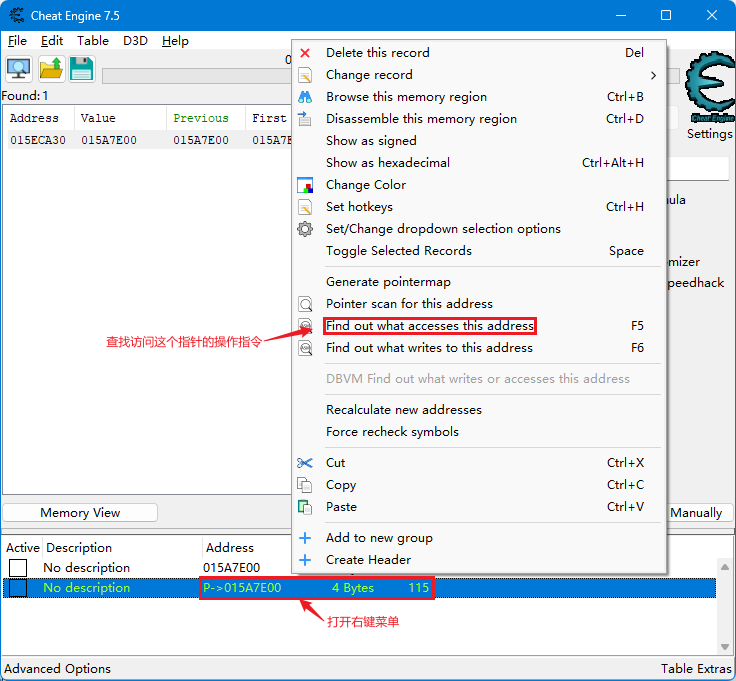 Cheat Engine 7.5
File Edit Table D3D Help
Found: 1
0
Address Value Previous First
015ECA30 015A7E00 015A7E00 015A7E
Cheat Engine
Settings
Delete this record Del
Change record
Browse this memory region Ctrl+B
Disassemble this memory region Ctrl+D
Show as signed
Show as hexadecimal Ctrl+Alt+H
Change Color
Set hotkeys Ctrl+H
Set/Change dropdown selection options
Toggle Selected Records Space
Generate pointermap
Pointer scan for this address
Find out what accesses this address F5
Find out what writes to this address F6
DBVM Find out what writes or accesses this address
Recalculate new addresses
Force recheck symbols
Cut Ctrl+X
Copy Ctrl+C
Paste Ctrl+V
Add to new group
Create Header
查找访问这个指针的操作指令
ula
mizer
peedhack
Memory View
Manually
Active Description Address
No description 015A7E00
No description P->015A7E00 4 Bytes 115
打开右键菜单
Advanced Options Table Extras